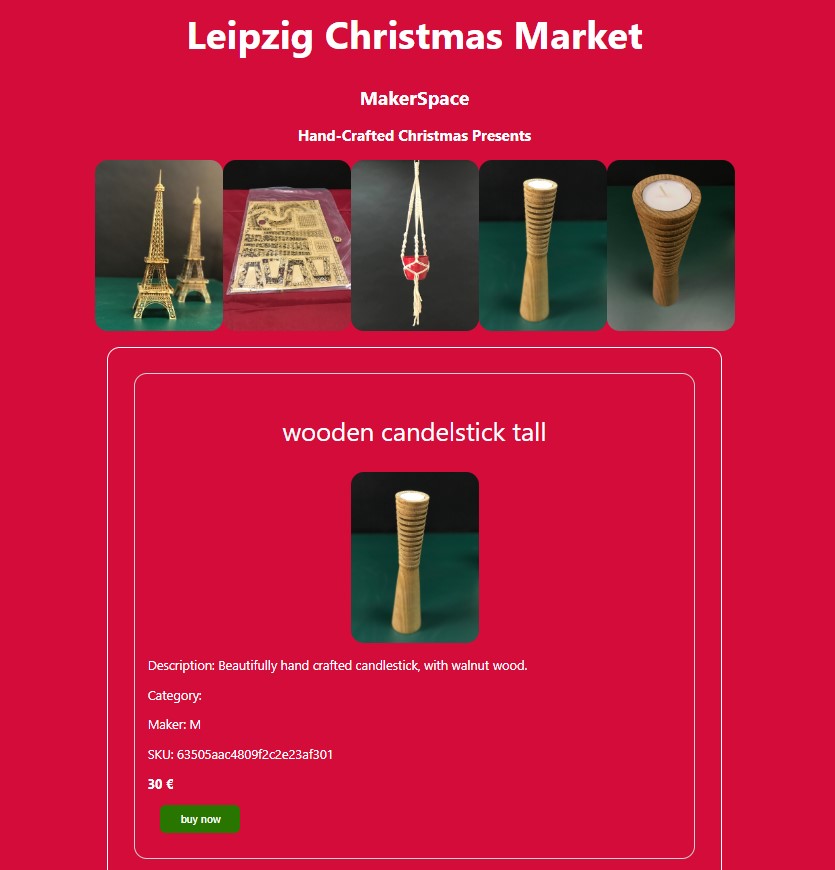 Leipzig Christmas Market
MakerSpace
Hand-Crafted Christmas Presents
wooden candelstick tall
Description: Beautifully hand crafted candlestick, with walnut wood.
Category:
Maker: M
SKU: 63505aac4809f2c2e23af301
30 €
buy now